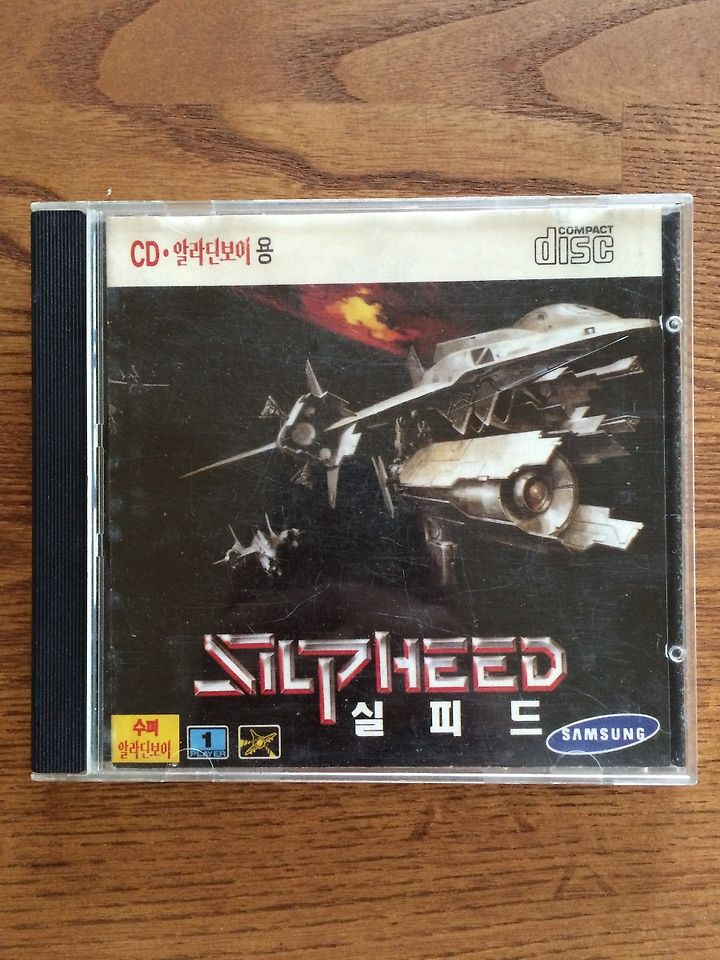 CD·알라딘보이 용
COMPACT
disc
SILPHEED
실피드
수퍼
알라딘보이
1
PLAYER
SAMSUNG